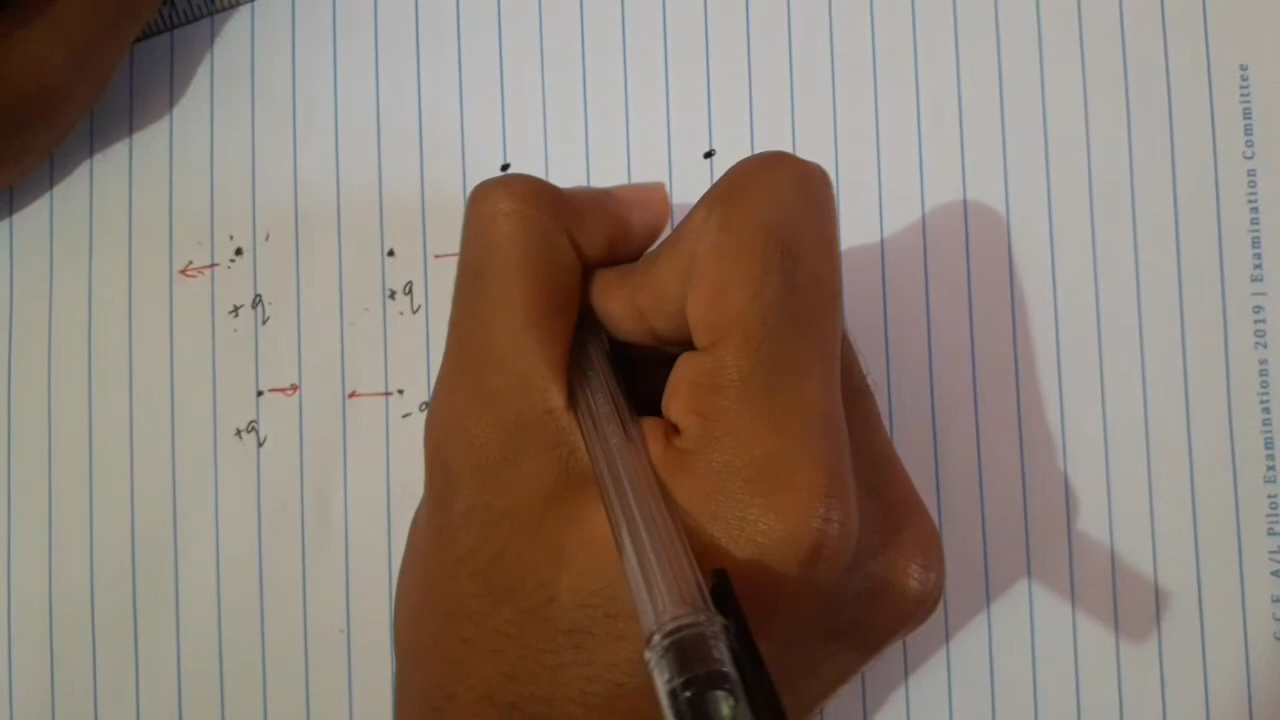 +q +q
+q -q
G.C.E. A/L Pilot Examinations 2019 | Examination Committee